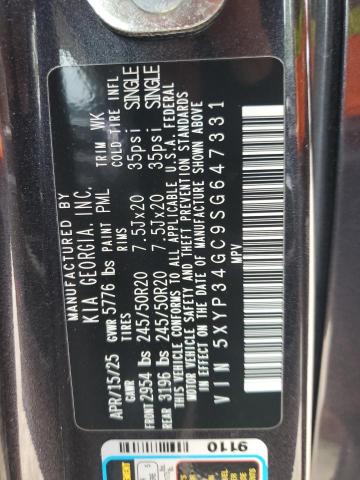 MANUFACTURED BY
KIA GEORGIA, INC.
APR/15/25 GVWR 5776 lbs PAINT PML TRIM WK
GAWR TIRES RIMS COLD TIRE INFL
FRONT 2954 lbs 245/50R20 7.5Jx20 35psi SINGLE
REAR 3196 lbs 245/50R20 7.5Jx20 35psi SINGLE
THIS VEHICLE CONFORMS TO ALL APPLICABLE U.S.A. FEDERAL
MOTOR VEHICLE SAFETY AND THEFT PREVENTION STANDARDS
IN EFFECT ON THE DATE OF MANUFACTURE SHOWN ABOVE
VIN 5XYP34GC9SG647331
MPV
9110